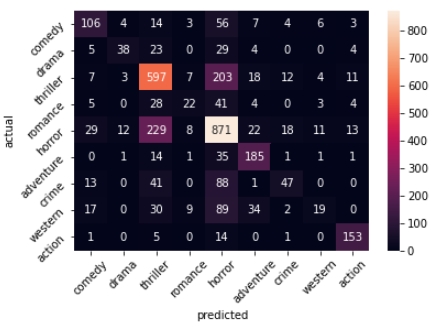 comedy 106 4 14 3 56 7 4 6 3
drama 5 38 23 0 29 4 0 0 4
thriller 7 3 597 7 203 18 12 4 11
romance 5 0 28 22 41 4 0 3 4
horror 29 12 229 8 871 22 18 11 13
adventure 0 1 14 1 35 185 1 1 1
crime 13 0 41 0 88 1 47 0 0
western 17 0 30 9 89 34 2 19 0
action 1 0 5 0 14 0 1 0 153
comedy drama thriller romance horror adventure crime western action
predicted
actual
800
700
600
500
400
300
200
100
0